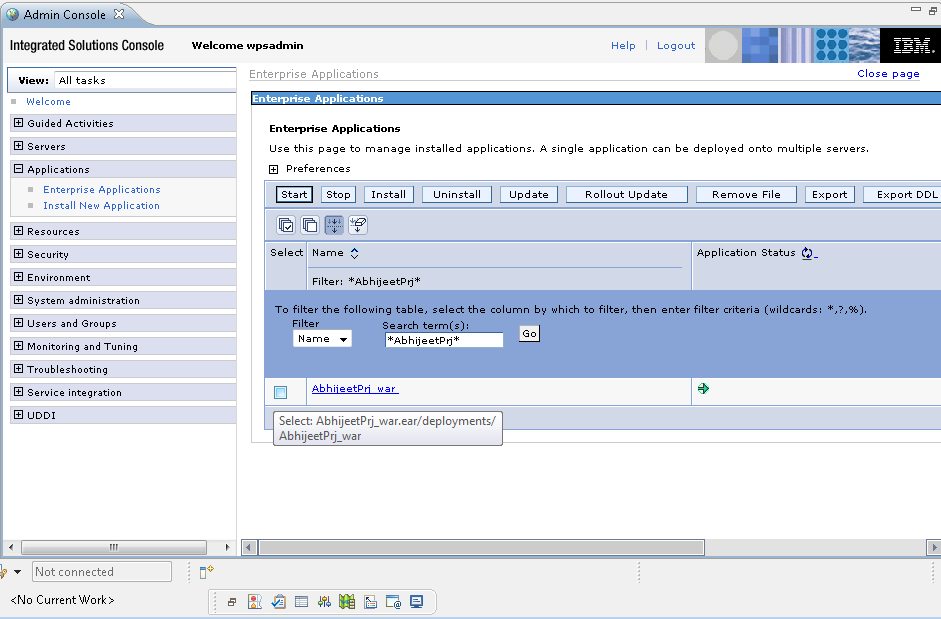 Admin Console
Integrated Solutions Console Welcome wpsadmin Help Logout IBM.
View: All tasks
Welcome
Guided Activities
Servers
Applications
Enterprise Applications
Install New Application
Resources
Security
Environment
System administration
Users and Groups
Monitoring and Tuning
Troubleshooting
Service integration
UDDI
Enterprise Applications Close page
Enterprise Applications
Enterprise Applications
Use this page to manage installed applications. A single application can be deployed onto multiple servers.
Preferences
Start Stop Install Uninstall Update Rollout Update Remove File Export Export DDL
Select Name Application Status
Filter: *AbhijeetPrj*
To filter the following table, select the column by which to filter, then enter filter criteria (wildcards: *,?,%).
Filter Search term(s):
Name *AbhijeetPrj* Go
AbhijeetPrj_war
Select: AbhijeetPrj_war.ear/deployments/
AbhijeetPrj_war
Not connected
<No Current Work>